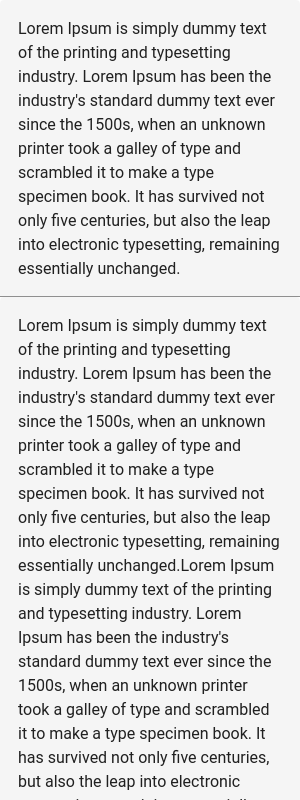 Lorem Ipsum is simply dummy text
of the printing and typesetting
industry. Lorem Ipsum has been the
industry's standard dummy text ever
since the 1500s, when an unknown
printer took a galley of type and
scrambled it to make a type
specimen book. It has survived not
only five centuries, but also the leap
into electronic typesetting, remaining
essentially unchanged.
Lorem Ipsum is simply dummy text
of the printing and typesetting
industry. Lorem Ipsum has been the
industry's standard dummy text ever
since the 1500s, when an unknown
printer took a galley of type and
scrambled it to make a type
specimen book. It has survived not
only five centuries, but also the leap
into electronic typesetting, remaining
essentially unchanged.Lorem Ipsum
is simply dummy text of the printing
and typesetting industry. Lorem
Ipsum has been the industry's
standard dummy text ever since the
1500s, when an unknown printer
took a galley of type and scrambled
it to make a type specimen book. It
has survived not only five centuries,
but also the leap into electronic